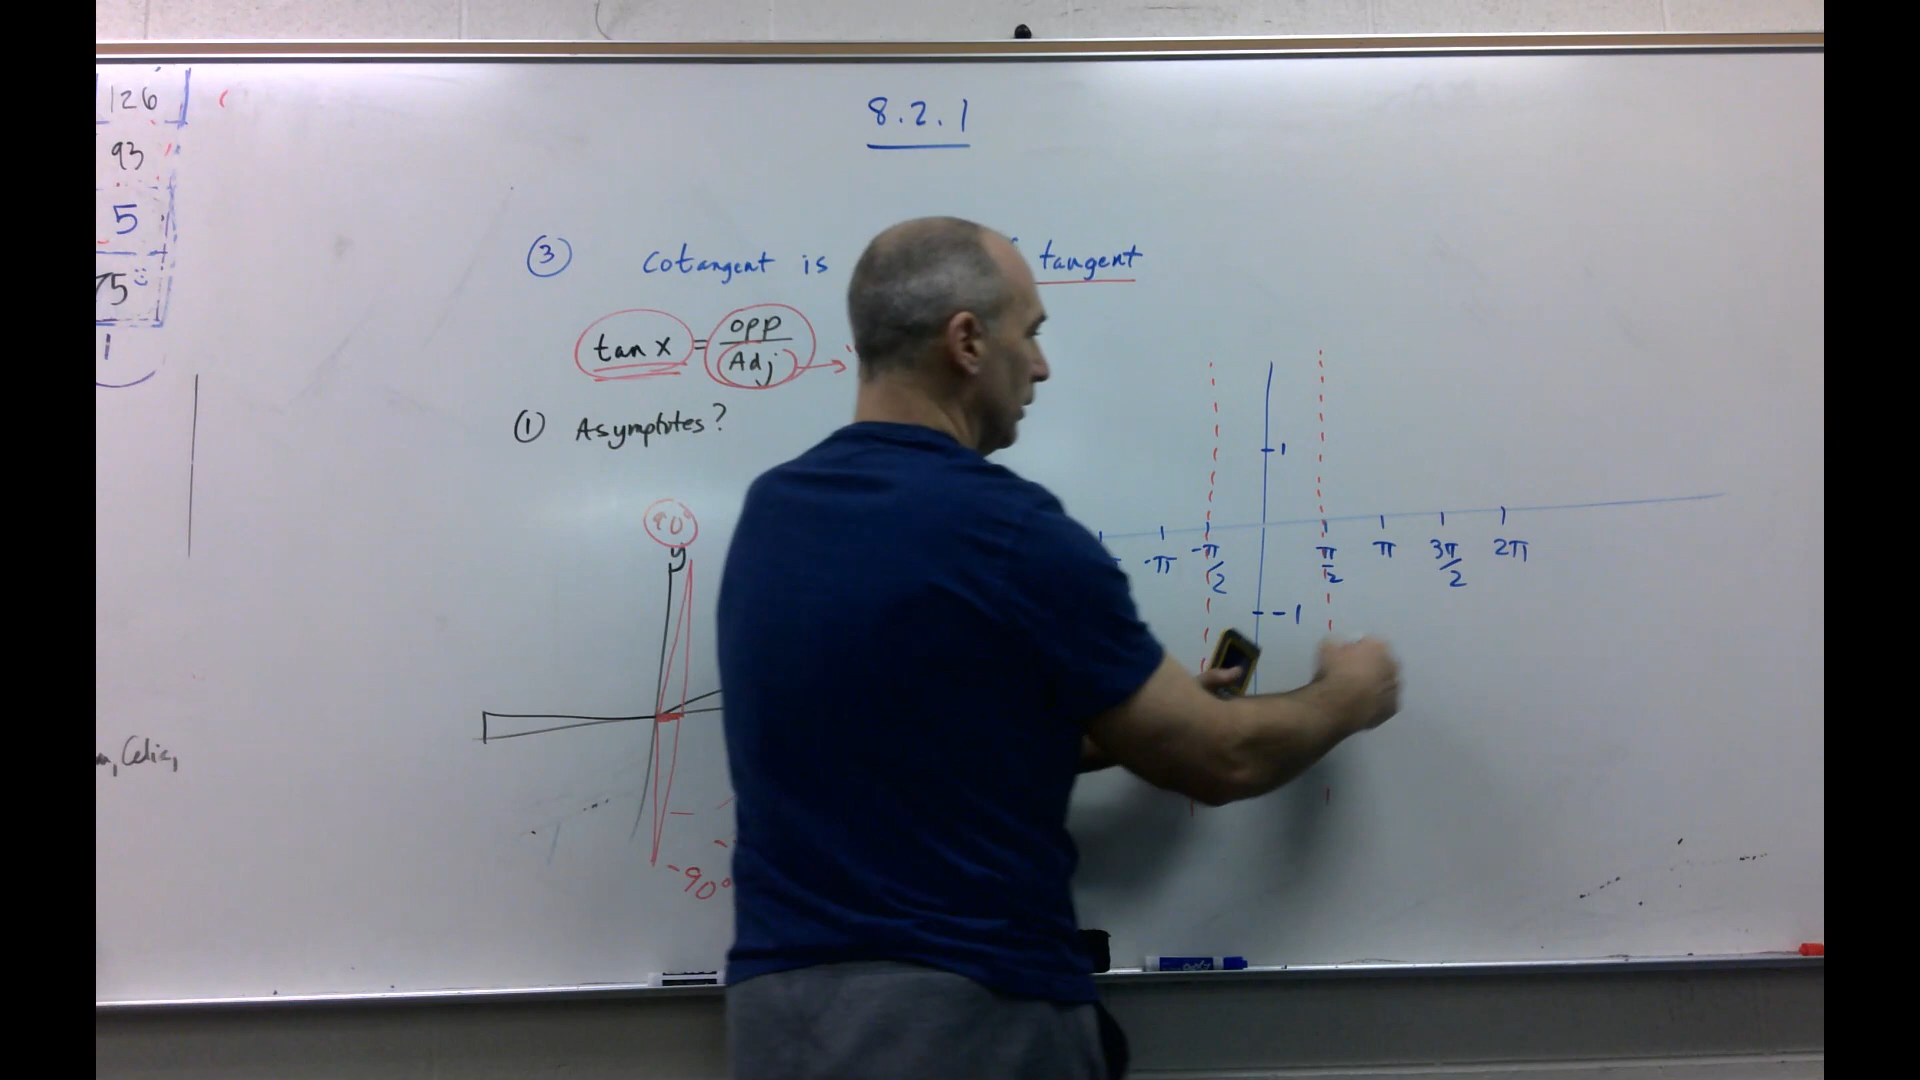 126
93
5
75
1
8.2.1
③ Cotangent is tangent
tan x = opp
Adj
① Asymptotes?
90°
y
1
-π -π/2 π/2 π 3π/2 2π
-1
-90°
Celia,